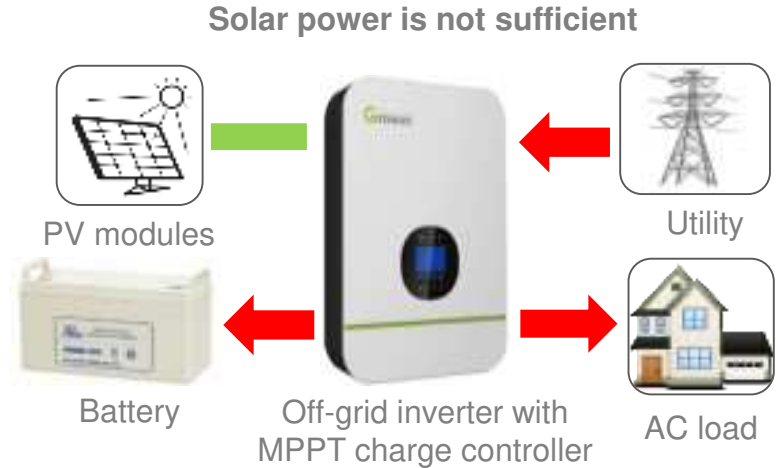 Solar power is not sufficient
PV modules
Utility
Battery
Off-grid inverter with
MPPT charge controller
AC load